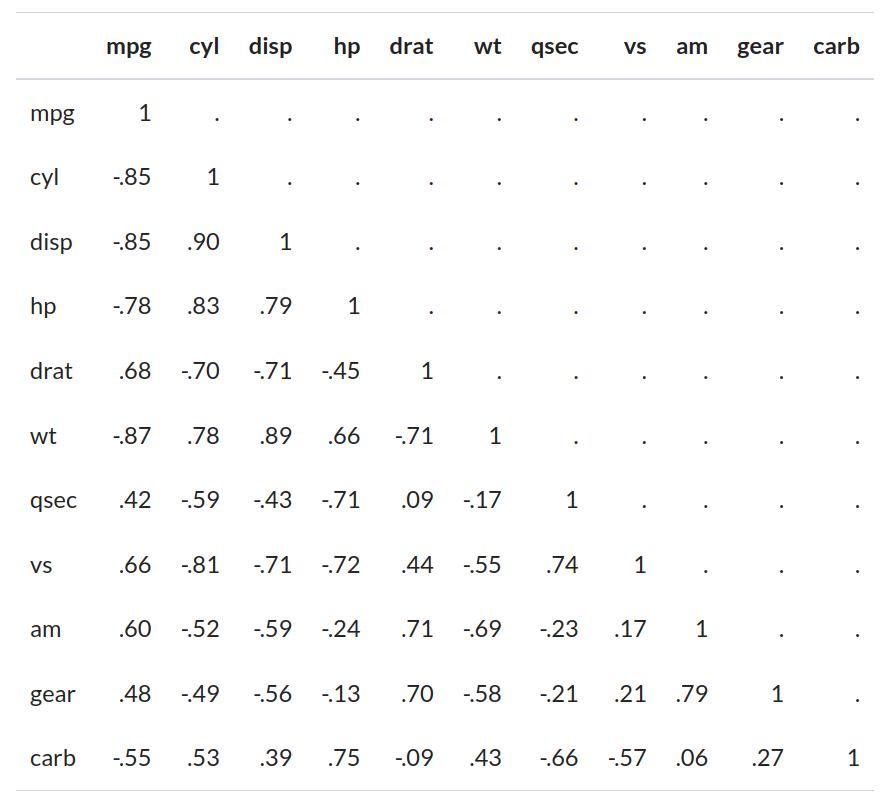 mpg cyl disp hp drat wt qsec vs am gear carb
mpg 1 . . . . . . . . . .
cyl -.85 1 . . . . . . . . .
disp -.85 .90 1 . . . . . . . .
hp -.78 .83 .79 1 . . . . . . .
drat .68 -.70 -.71 -.45 1 . . . . . .
wt -.87 .78 .89 .66 -.71 1 . . . . .
qsec .42 -.59 -.43 -.71 .09 -.17 1 . . . .
vs .66 -.81 -.71 -.72 .44 -.55 .74 1 . . .
am .60 -.52 -.59 -.24 .71 -.69 -.23 .17 1 . .
gear .48 -.49 -.56 -.13 .70 -.58 -.21 .21 .79 1 .
carb -.55 .53 .39 .75 -.09 .43 -.66 -.57 .06 .27 1